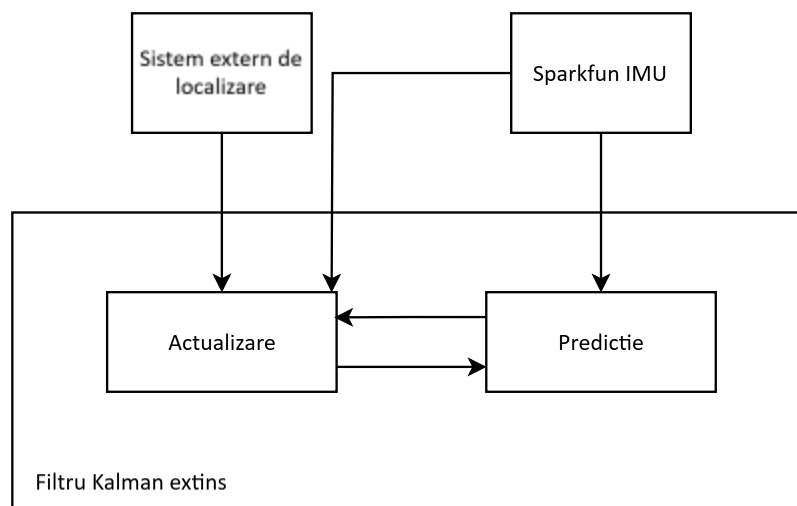 Sistem extern de
localizare
Sparkfun IMU
Actualizare
Predictie
Filtru Kalman extins